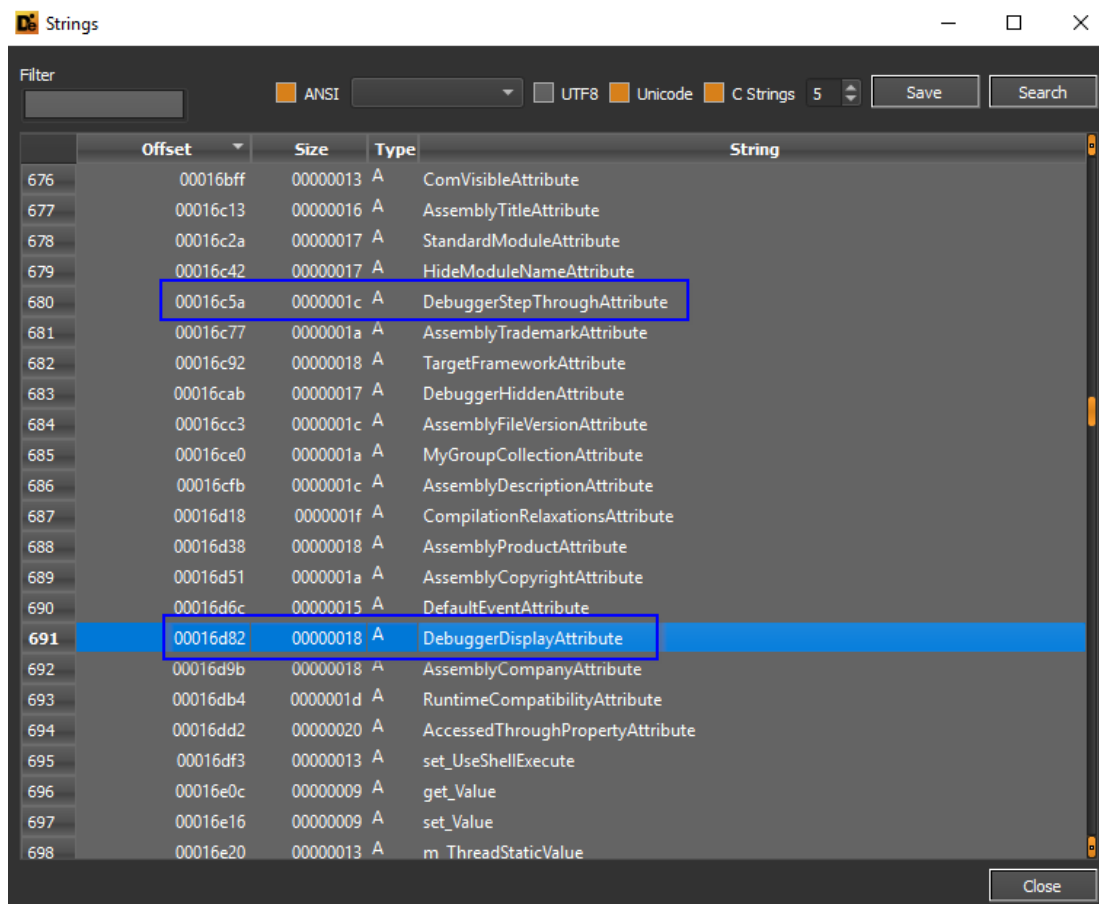 De Strings
Filter
ANSI UTF8 Unicode C Strings 5 Save Search
Offset Size Type String
676 00016bff 00000013 A ComVisibleAttribute
677 00016c13 00000016 A AssemblyTitleAttribute
678 00016c2a 00000017 A StandardModuleAttribute
679 00016c42 00000017 A HideModuleNameAttribute
680 00016c5a 0000001c A DebuggerStepThroughAttribute
681 00016c77 0000001a A AssemblyTrademarkAttribute
682 00016c92 00000018 A TargetFrameworkAttribute
683 00016cab 00000017 A DebuggerHiddenAttribute
684 00016cc3 0000001c A AssemblyFileVersionAttribute
685 00016ce0 0000001a A MyGroupCollectionAttribute
686 00016cfb 0000001c A AssemblyDescriptionAttribute
687 00016d18 0000001f A CompilationRelaxationsAttribute
688 00016d38 00000018 A AssemblyProductAttribute
689 00016d51 0000001a A AssemblyCopyrightAttribute
690 00016d6c 00000015 A DefaultEventAttribute
691 00016d82 00000018 A DebuggerDisplayAttribute
692 00016d9b 00000018 A AssemblyCompanyAttribute
693 00016db4 0000001d A RuntimeCompatibilityAttribute
694 00016dd2 00000020 A AccessedThroughPropertyAttribute
695 00016df3 00000013 A set_UseShellExecute
696 00016e0c 00000009 A get_Value
697 00016e16 00000009 A set_Value
698 00016e20 00000013 A m_ThreadStaticValue
Close